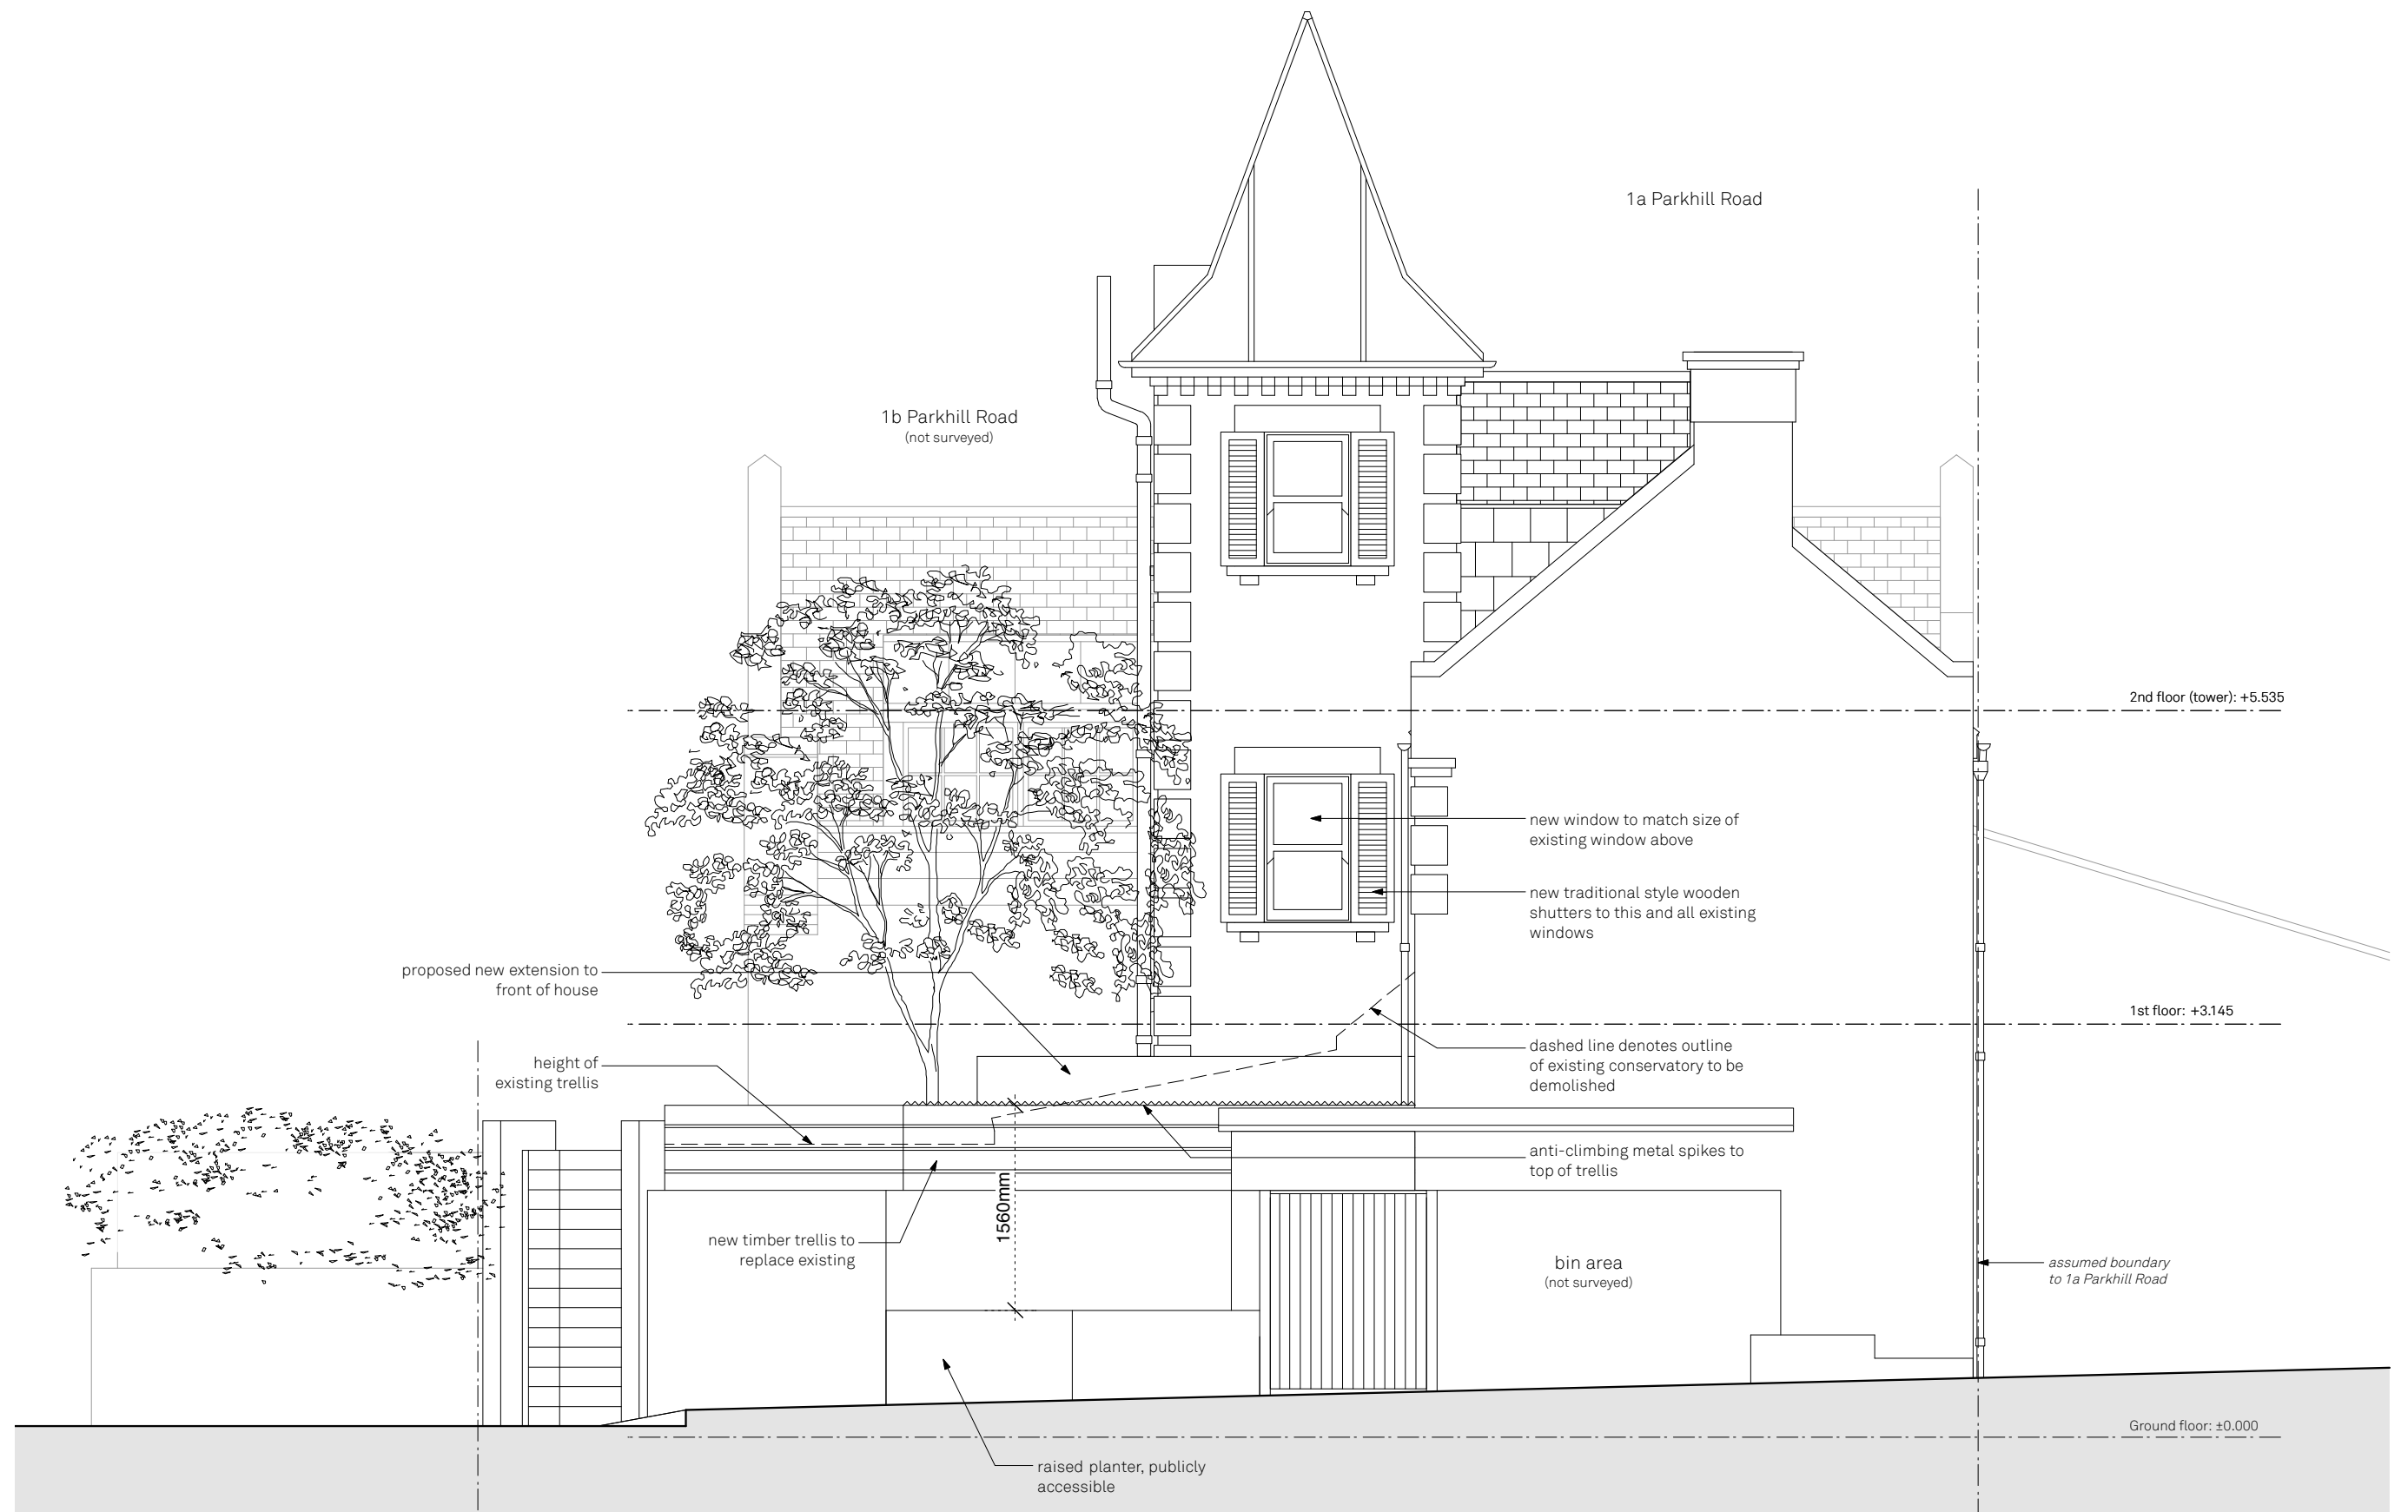 1a Parkhill Road
1b Parkhill Road
(not surveyed)
2nd floor (tower): +5.535
new window to match size of
existing window above
new traditional style wooden
shutters to this and all existing
windows
proposed new extension to
front of house
1st floor: +3.145
dashed line denotes outline
of existing conservatory to be
demolished
height of
existing trellis
anti-climbing metal spikes to
top of trellis
1560mm
new timber trellis to
replace existing
bin area
(not surveyed)
assumed boundary
to 1a Parkhill Road
Ground floor: ±0.000
raised planter, publicly
accessible